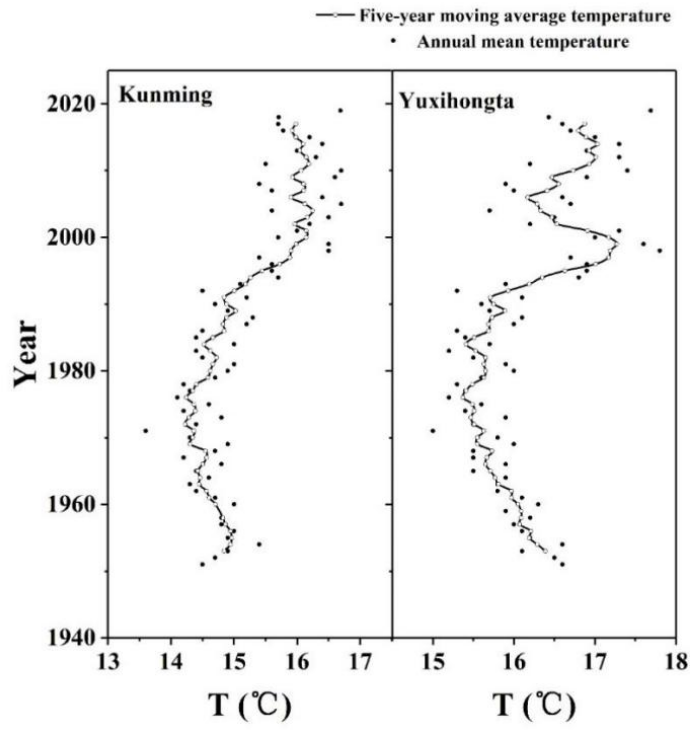 Five-year moving average temperature
Annual mean temperature
Kunming
Yuxihongta
2020
2000
1980
1960
1940
Year
13 14 15 16 17
15 16 17 18
T (℃)
T (℃)